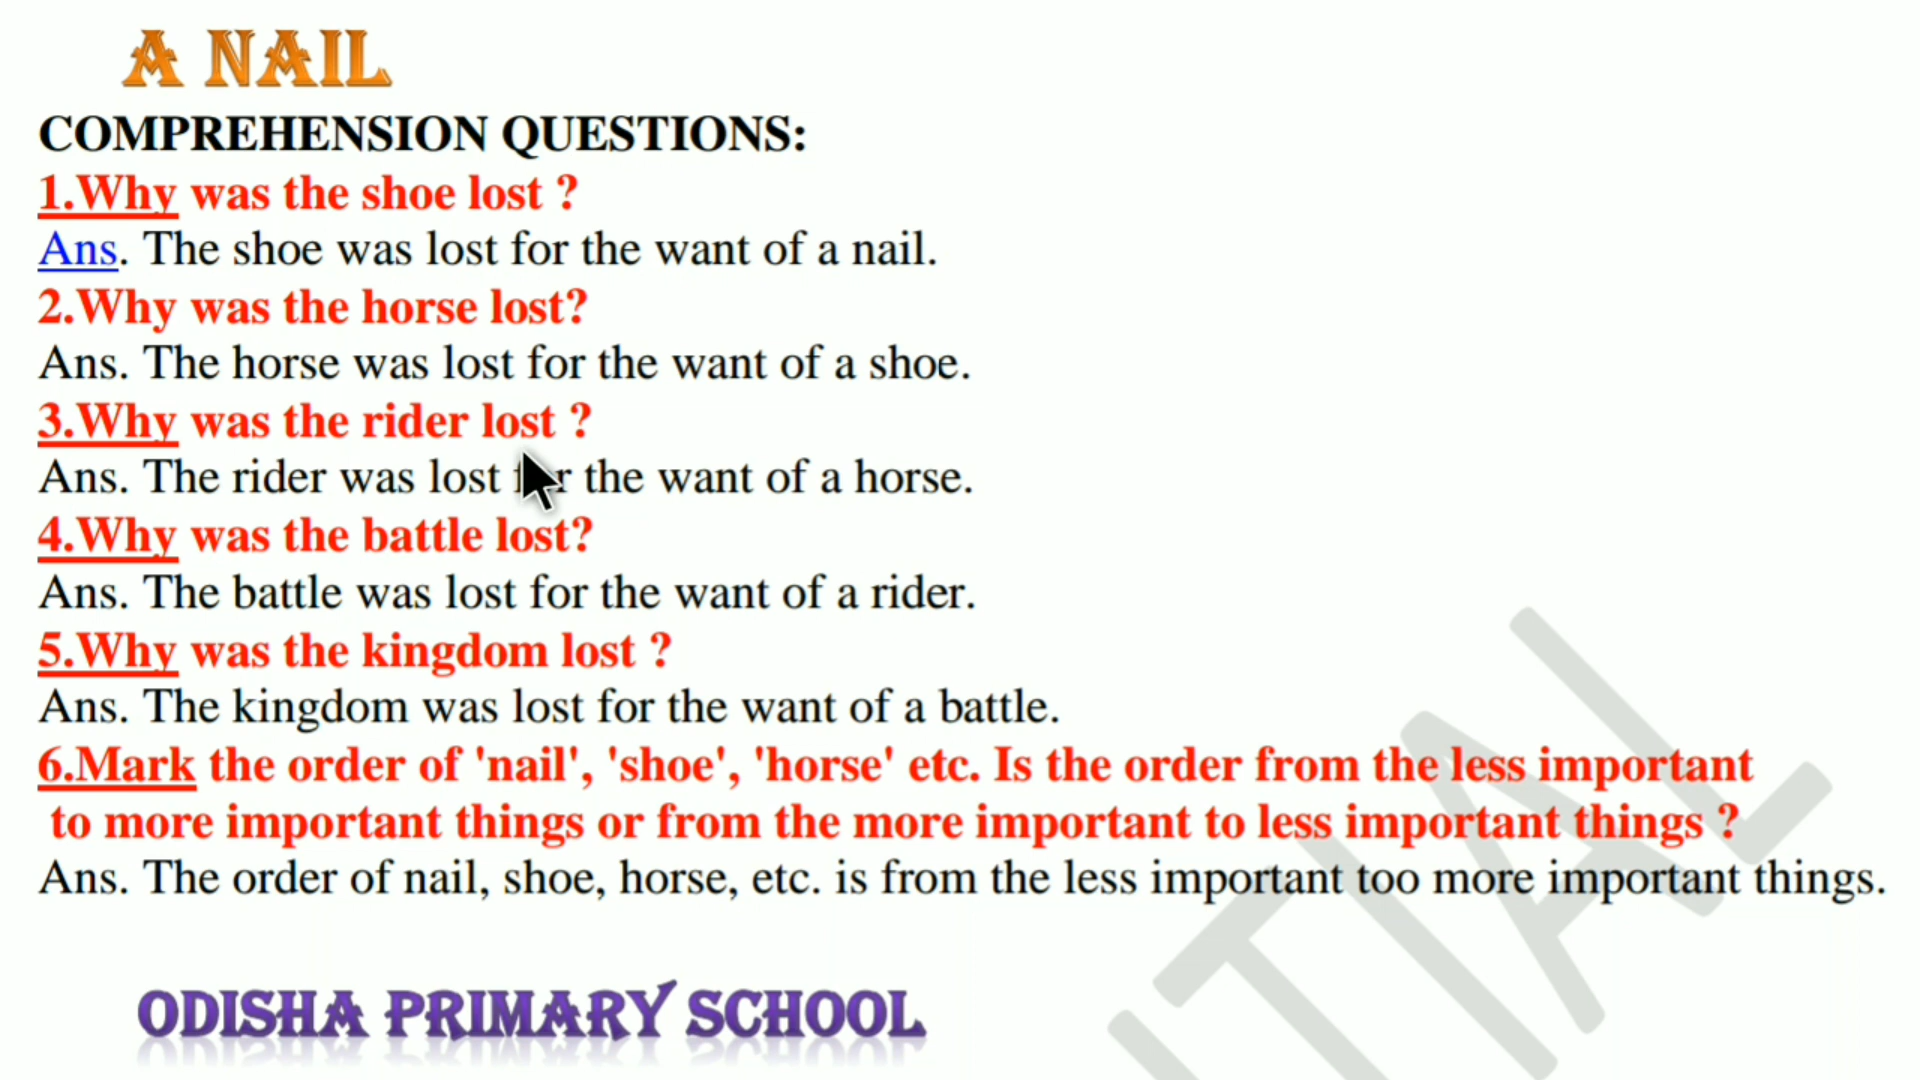 A NAIL
COMPREHENSION QUESTIONS:
1.Why was the shoe lost ?
Ans. The shoe was lost for the want of a nail.
2.Why was the horse lost?
Ans. The horse was lost for the want of a shoe.
3.Why was the rider lost ?
Ans. The rider was lost for the want of a horse.
4.Why was the battle lost?
Ans. The battle was lost for the want of a rider.
5.Why was the kingdom lost ?
Ans. The kingdom was lost for the want of a battle.
6.Mark the order of 'nail', 'shoe', 'horse' etc. Is the order from the less important
to more important things or from the more important to less important things ?
Ans. The order of nail, shoe, horse, etc. is from the less important too more important things.
ODISHA PRIMARY SCHOOL